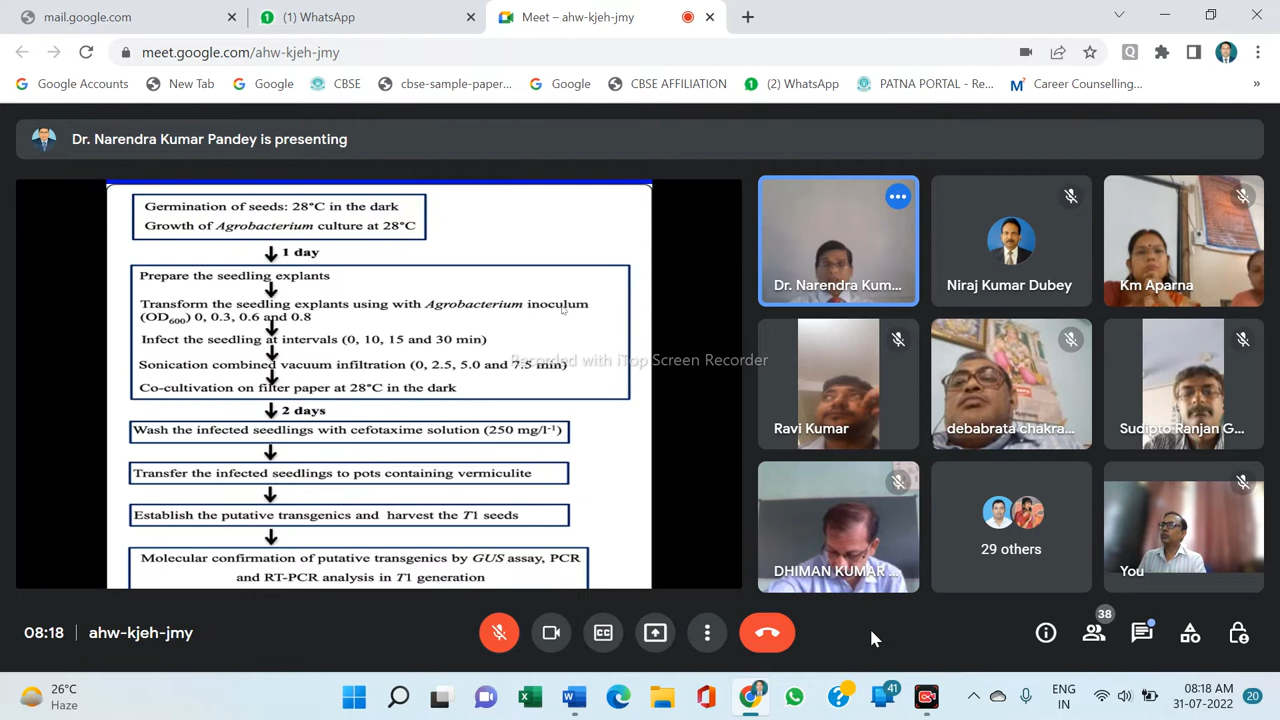 mail.google.com
(1) WhatsApp
Meet – ahw-kjeh-jmy
meet.google.com/ahw-kjeh-jmy
Google Accounts
New Tab
Google
CBSE
cbse-sample-paper...
Google
CBSE AFFILIATION
(2) WhatsApp
PATNA PORTAL - Re...
Career Counselling...
»
Dr. Narendra Kumar Pandey is presenting
Germination of seeds: 28°C in the dark
Growth of Agrobacterium culture at 28°C
1 day
Prepare the seedling explants
Transform the seedling explants using with Agrobacterium inoculum
(OD600) 0, 0.3, 0.6 and 0.8
Infect the seedling at intervals (0, 10, 15 and 30 min)
Sonication combined vacuum infiltration (0, 2.5, 5.0 and 7.5 min)
Co-cultivation on filter paper at 28°C in the dark
2 days
Wash the infected seedlings with cefotaxime solution (250 mg/l-1)
Transfer the infected seedlings to pots containing vermiculite
Establish the putative transgenics and harvest the T1 seeds
Molecular confirmation of putative transgenics by GUS assay, PCR
and RT-PCR analysis in T1 generation
Recorded with iTop Screen Recorder
Dr. Narendra Kum...
Niraj Kumar Dubey
Km Aparna
Ravi Kumar
debabrata chakra...
Sudipto Ranjan G...
DHIMAN KUMAR ...
29 others
You
08:18 | ahw-kjeh-jmy
38
26°C
Haze
41
ENG
IN
08:18 AM
31-07-2022
20